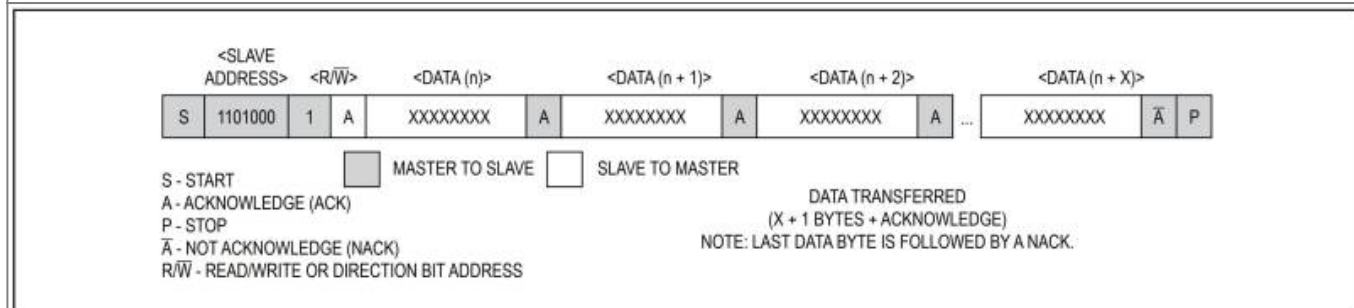 <SLAVE
ADDRESS> <R/W̅> <DATA (n)> <DATA (n + 1)> <DATA (n + 2)> <DATA (n + X)>
S 1101000 1 A XXXXXXXX A XXXXXXXX A XXXXXXXX A ... XXXXXXXX A̅ P
MASTER TO SLAVE SLAVE TO MASTER
S - START
A - ACKNOWLEDGE (ACK)
P - STOP
A̅ - NOT ACKNOWLEDGE (NACK)
R/W̅ - READ/WRITE OR DIRECTION BIT ADDRESS
DATA TRANSFERRED
(X + 1 BYTES + ACKNOWLEDGE)
NOTE: LAST DATA BYTE IS FOLLOWED BY A NACK.